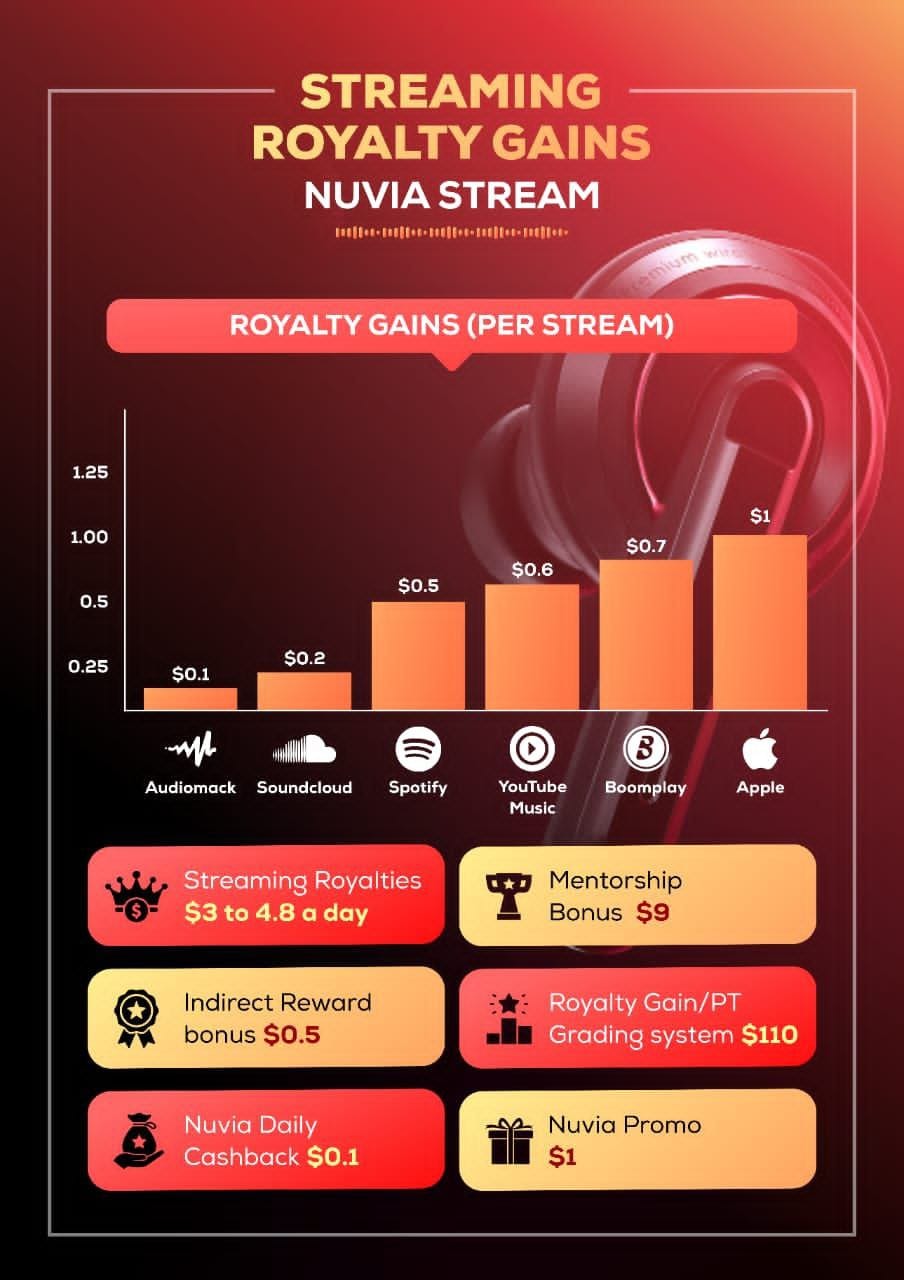 STREAMING
ROYALTY GAINS
NUVIA STREAM
ROYALTY GAINS (PER STREAM)
1.25
1.00
0.5
0.25
$0.1
$0.2
$0.5
$0.6
$0.7
$1
Audiomack
Soundcloud
Spotify
YouTube
Music
Boomplay
Apple
Streaming Royalties
$3 to 4.8 a day
Mentorship
Bonus $9
Indirect Reward
bonus $0.5
Royalty Gain/PT
Grading system $110
Nuvia Daily
Cashback $0.1
Nuvia Promo
$1